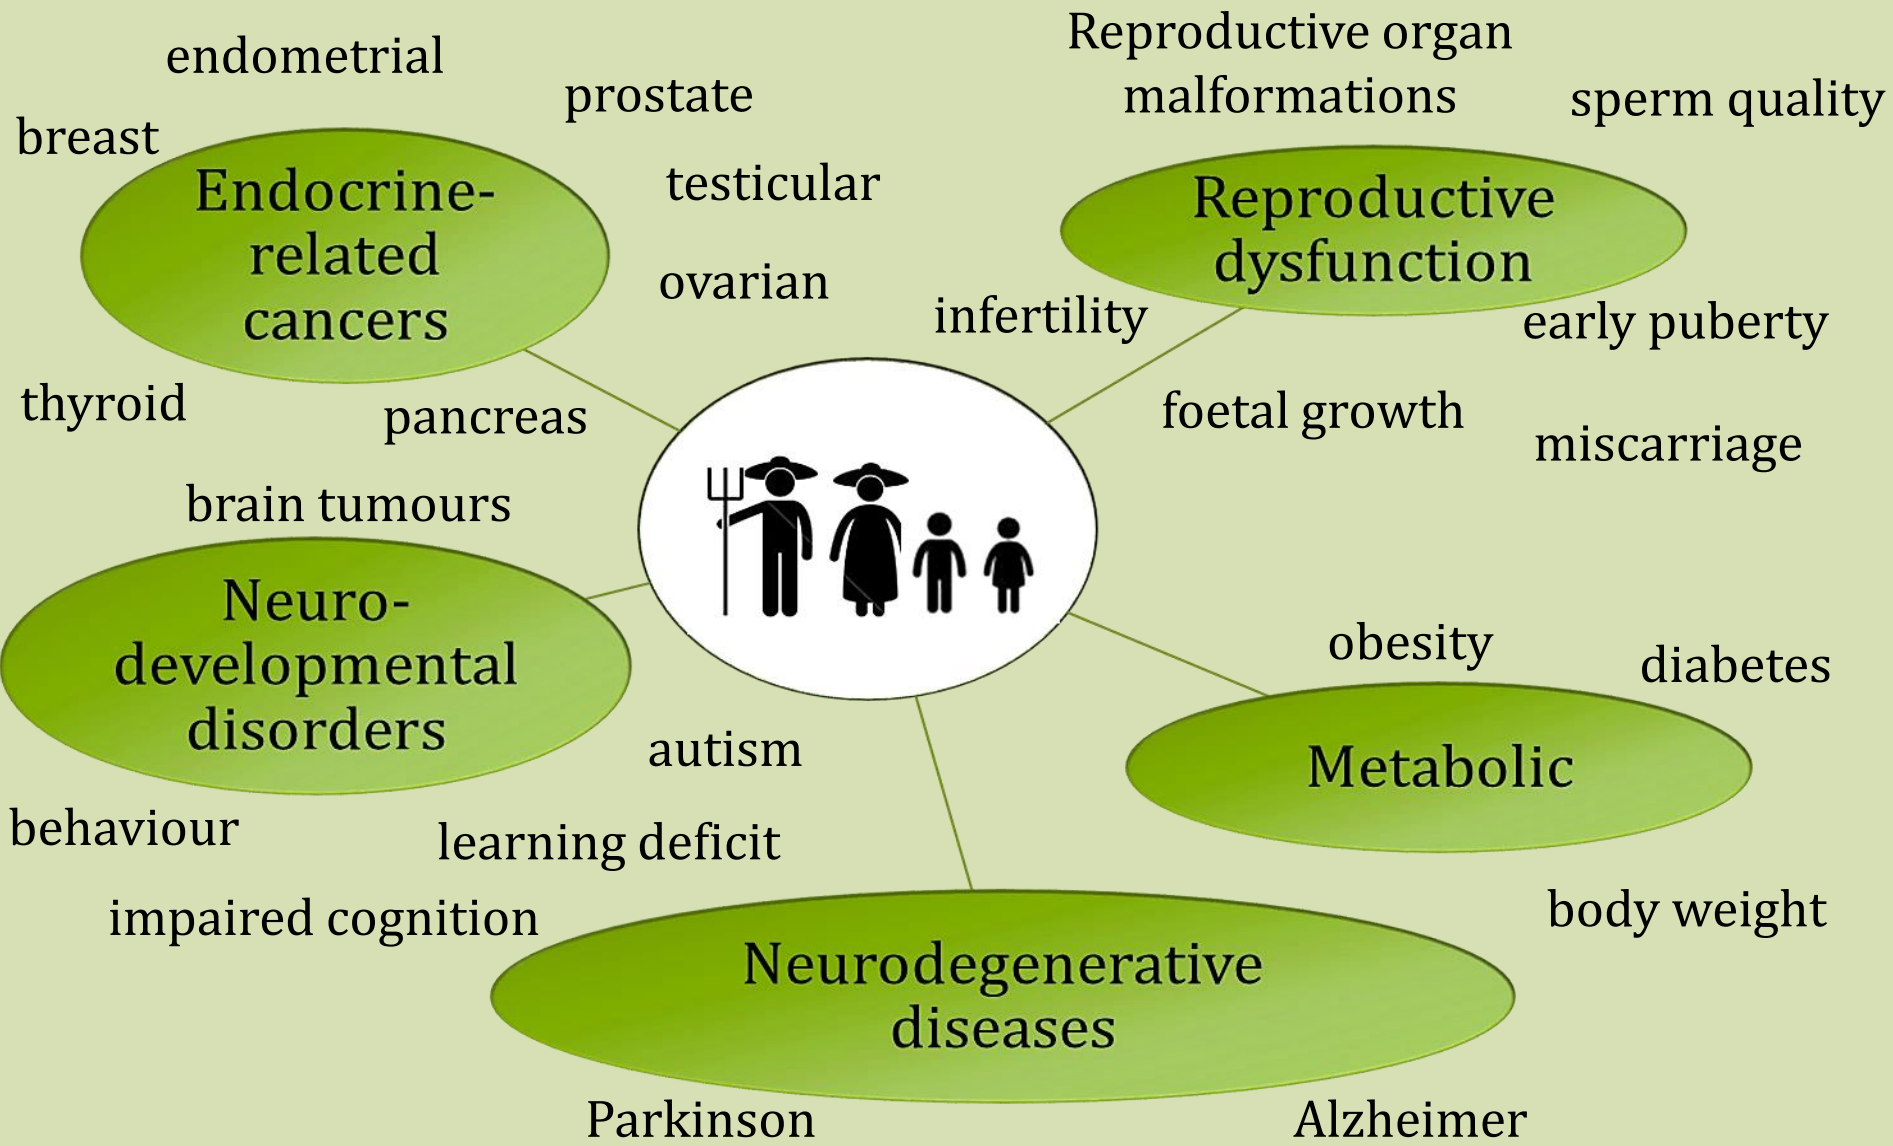 endometrial
breast
prostate
testicular
ovarian
Endocrine-
related
cancers
thyroid
pancreas
Reproductive organ
malformations
sperm quality
Reproductive
dysfunction
infertility
early puberty
foetal growth
miscarriage
brain tumours
Neuro-
developmental
disorders
autism
behaviour
learning deficit
impaired cognition
obesity
diabetes
Metabolic
body weight
Neurodegenerative
diseases
Parkinson
Alzheimer